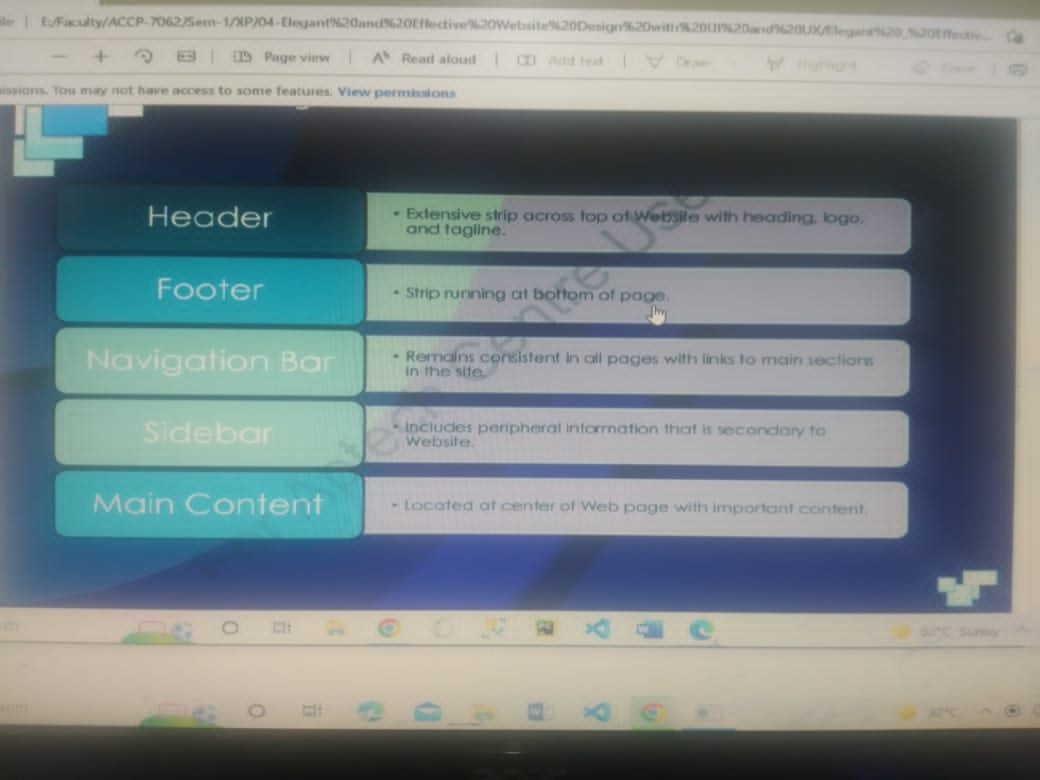 E:/Faculty/ACCP-7062/Sem-1/XP/04-Elegant%20and%20Effective%20Website%20Design%20with%20UI%20and%20UX/Elegant%20_%20Effectiv...
Page view | Read aloud | Add text | Draw Highlight
issions. You may not have access to some features. View permissions
Header
• Extensive strip across top of Website with heading, logo,
and tagline.
Footer
• Strip running at bottom of page.
Navigation Bar
• Remains consistent in all pages with links to main sections
in the site.
Sidebar
• Includes peripheral information that is secondary to
Website.
Main Content
• Located at center of Web page with important content.
For Aptech Centre Use
Sunny